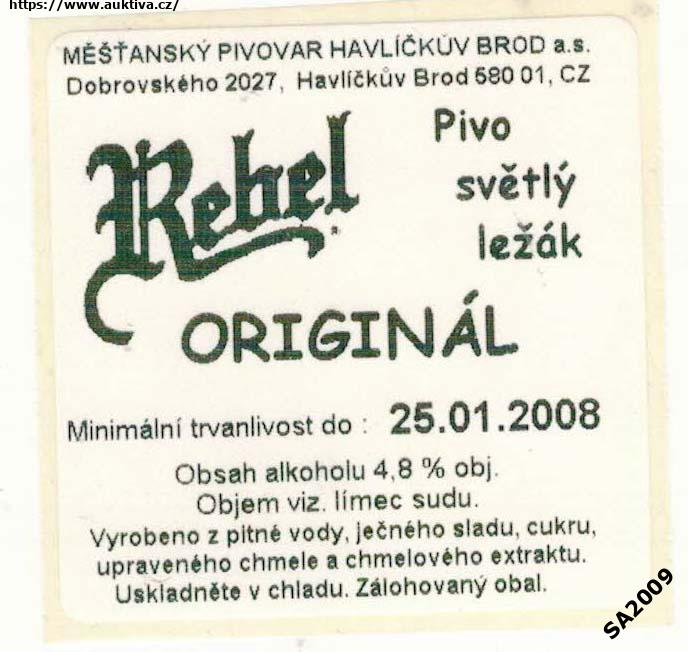 https://www.auktiva.cz/
MĚŠŤANSKÝ PIVOVAR HAVLÍČKŮV BROD a.s.
Dobrovského 2027, Havlíčkův Brod 580 01, CZ
Rebel
Pivo
světlý
ležák
ORIGINÁL
Minimální trvanlivost do : 25.01.2008
Obsah alkoholu 4,8 % obj.
Objem viz. límec sudu.
Vyrobeno z pitné vody, ječného sladu, cukru,
upraveného chmele a chmelového extraktu.
Uskladněte v chladu. Zálohovaný obal.
SA2009